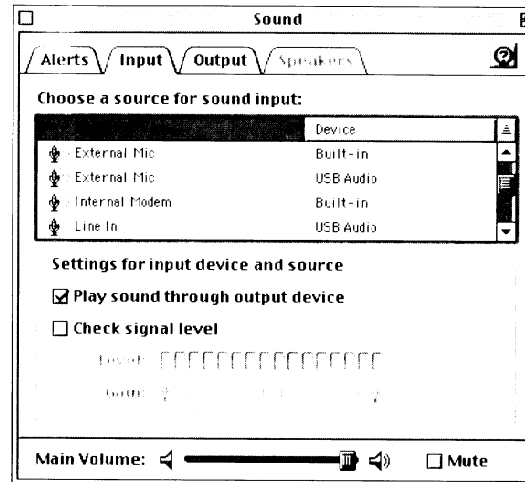 Sound
Alerts Input Output Speakers
Choose a source for sound input:
Device
External Mic Built-in
External Mic USB Audio
Internal Modem Built-in
Line In USB Audio
Settings for input device and source
Play sound through output device
Check signal level
Level:
Gain:
Main Volume: Mute